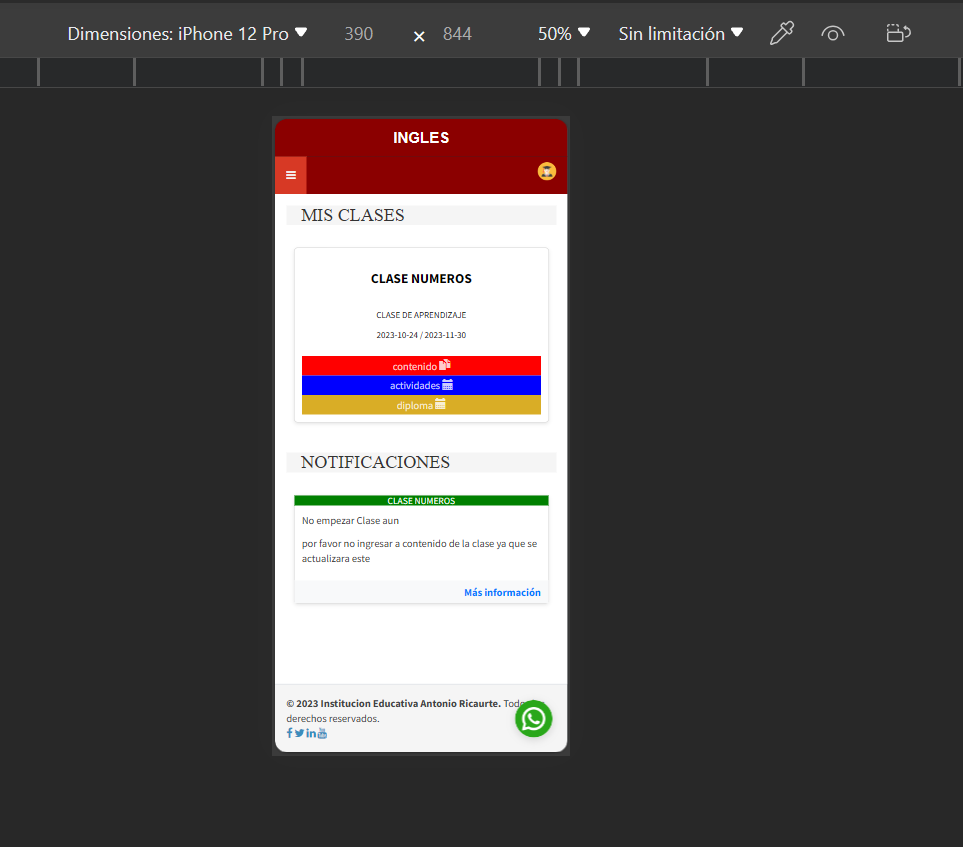 Dimensiones: iPhone 12 Pro 390 × 844 50% Sin limitación
INGLES
MIS CLASES
CLASE NUMEROS
CLASE DE APRENDIZAJE
2023-10-24 / 2023-11-30
contenido
actividades
diploma
NOTIFICACIONES
CLASE NUMEROS
No empezar Clase aun
por favor no ingresar a contenido de la clase ya que se
actualizara este
Más información
© 2023 Institucion Educativa Antonio Ricaurte.
derechos reservados.